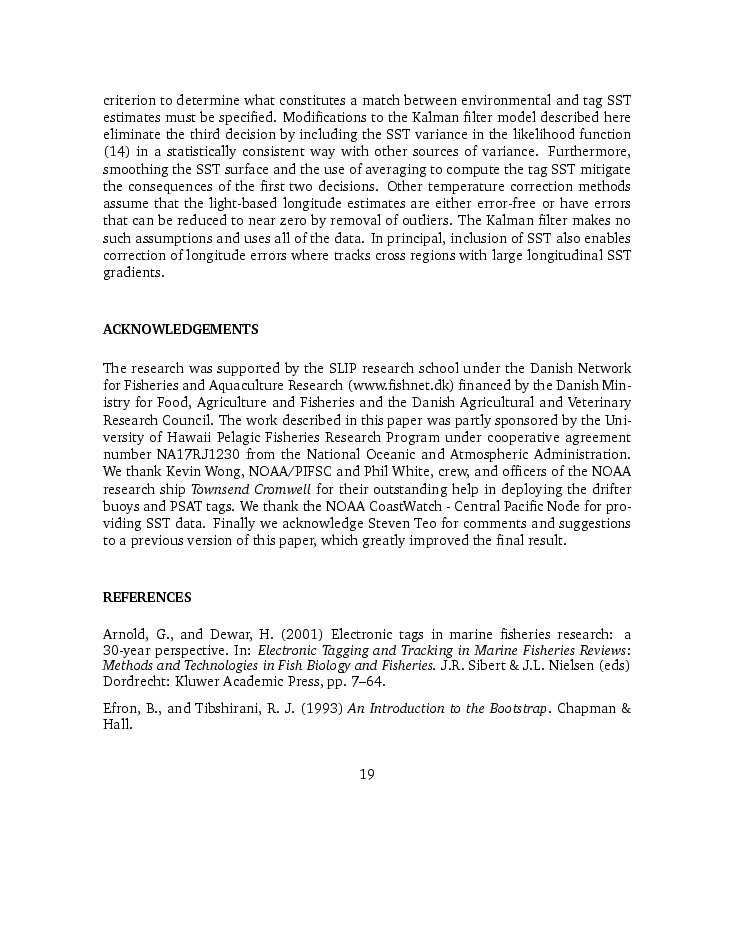 criterion to determine what constitutes a match between environmental and tag SST
estimates must be specified. Modifications to the Kalman filter model described here
eliminate the third decision by including the SST variance in the likelihood function
(14) in a statistically consistent way with other sources of variance. Furthermore,
smoothing the SST surface and the use of averaging to compute the tag SST mitigate
the consequences of the first two decisions. Other temperature correction methods
assume that the light-based longitude estimates are either error-free or have errors
that can be reduced to near zero by removal of outliers. The Kalman filter makes no
such assumptions and uses all of the data. In principal, inclusion of SST also enables
correction of longitude errors where tracks cross regions with large longitudinal SST
gradients.
ACKNOWLEDGEMENTS
The research was supported by the SLIP research school under the Danish Network
for Fisheries and Aquaculture Research (www.fishnet.dk) financed by the Danish Min-
istry for Food, Agriculture and Fisheries and the Danish Agricultural and Veterinary
Research Council. The work described in this paper was partly sponsored by the Uni-
versity of Hawaii Pelagic Fisheries Research Program under cooperative agreement
number NA17RJ1230 from the National Oceanic and Atmospheric Administration.
We thank Kevin Wong, NOAA/PIFSC and Phil White, crew, and officers of the NOAA
research ship Townsend Cromwell for their outstanding help in deploying the drifter
buoys and PSAT tags. We thank the NOAA CoastWatch - Central Pacific Node for pro-
viding SST data. Finally we acknowledge Steven Teo for comments and suggestions
to a previous version of this paper, which greatly improved the final result.
REFERENCES
Arnold, G., and Dewar, H. (2001) Electronic tags in marine fisheries research: a
30-year perspective. In: Electronic Tagging and Tracking in Marine Fisheries Reviews:
Methods and Technologies in Fish Biology and Fisheries. J.R. Sibert & J.L. Nielsen (eds)
Dordrecht: Kluwer Academic Press, pp. 7–64.
Efron, B., and Tibshirani, R. J. (1993) An Introduction to the Bootstrap. Chapman &
Hall.
19